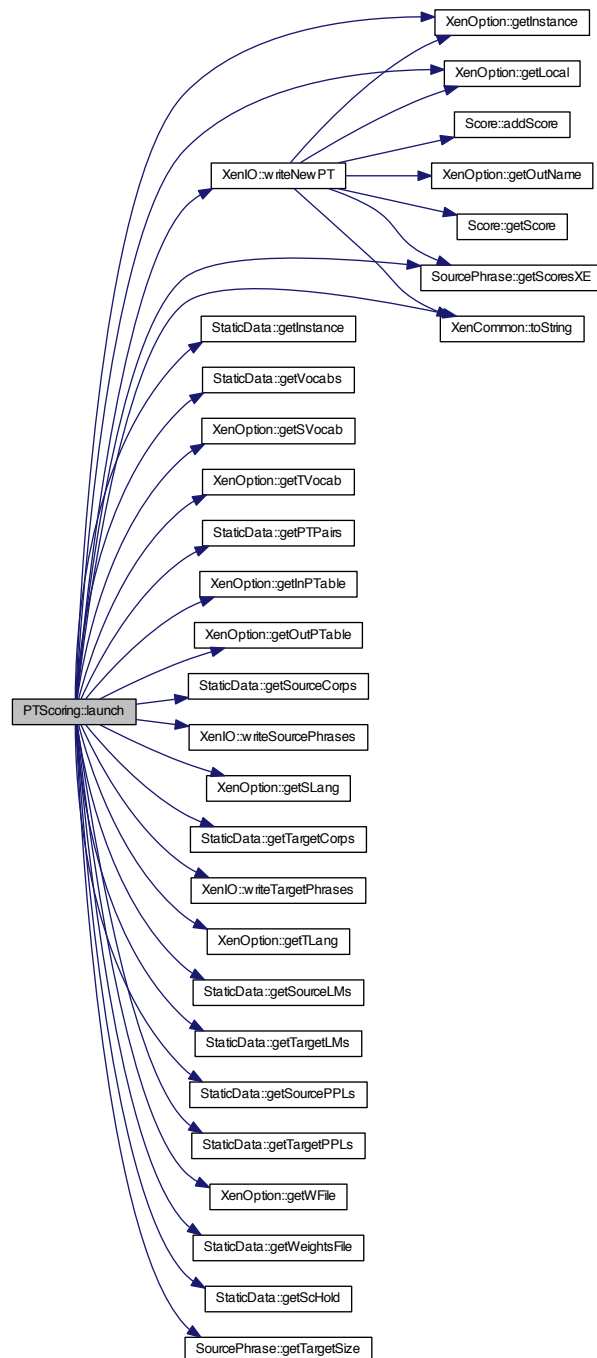 XenOption::getInstance
XenOption::getLocal
Score::addScore
XenIO::writeNewPT
XenOption::getOutName
Score::getScore
SourcePhrase::getScoresXE
StaticData::getInstance
XenCommon::toString
StaticData::getVocabs
XenOption::getSVocab
XenOption::getTVocab
StaticData::getPTPairs
XenOption::getInPTable
XenOption::getOutPTable
StaticData::getSourceCorps
PTScoring::launch
XenIO::writeSourcePhrases
XenOption::getSLang
StaticData::getTargetCorps
XenIO::writeTargetPhrases
XenOption::getTLang
StaticData::getSourceLMs
StaticData::getTargetLMs
StaticData::getSourcePPLs
StaticData::getTargetPPLs
XenOption::getWFile
StaticData::getWeightsFile
StaticData::getScHold
SourcePhrase::getTargetSize